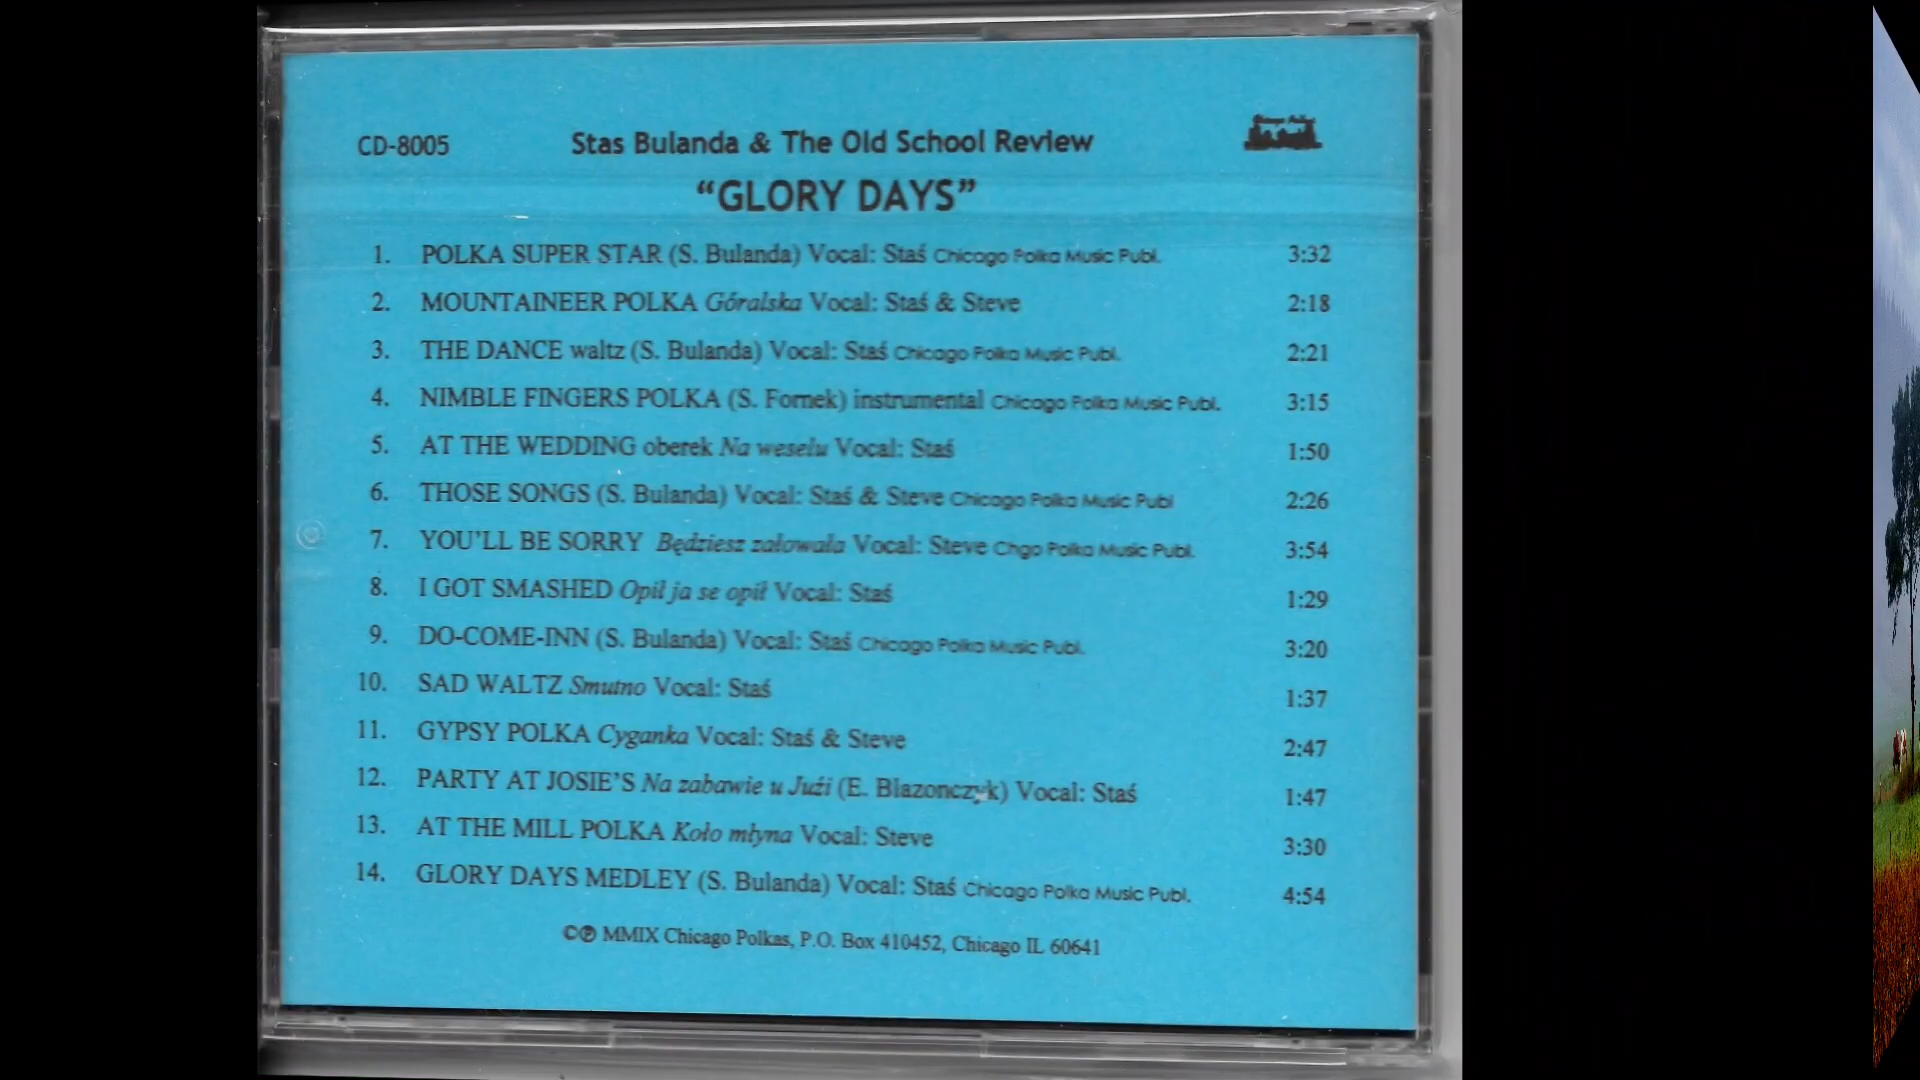 CD-8005 Stas Bulanda & The Old School Review
“GLORY DAYS”
1. POLKA SUPER STAR (S. Bulanda) Vocal: Staś Chicago Polka Music Publ. 3:32
2. MOUNTAINEER POLKA Góralska Vocal: Staś & Steve 2:18
3. THE DANCE waltz (S. Bulanda) Vocal: Staś Chicago Polka Music Publ. 2:21
4. NIMBLE FINGERS POLKA (S. Fornek) instrumental Chicago Polka Music Publ. 3:15
5. AT THE WEDDING oberek Na weselu Vocal: Staś 1:50
6. THOSE SONGS (S. Bulanda) Vocal: Staś & Steve Chicago Polka Music Publ 2:26
7. YOU’LL BE SORRY Będziesz załowała Vocal: Steve Chgo Polka Music Publ. 3:54
8. I GOT SMASHED Opił ja se opił Vocal: Staś 1:29
9. DO-COME-INN (S. Bulanda) Vocal: Staś Chicago Polka Music Publ. 3:20
10. SAD WALTZ Smutno Vocal: Staś 1:37
11. GYPSY POLKA Cyganka Vocal: Staś & Steve 2:47
12. PARTY AT JOSIE’S Na zabawie u Juźi (E. Blazonczyk) Vocal: Staś 1:47
13. AT THE MILL POLKA Koło młyna Vocal: Steve 3:30
14. GLORY DAYS MEDLEY (S. Bulanda) Vocal: Staś Chicago Polka Music Publ. 4:54
©℗ MMIX Chicago Polkas, P.O. Box 410452, Chicago IL 60641